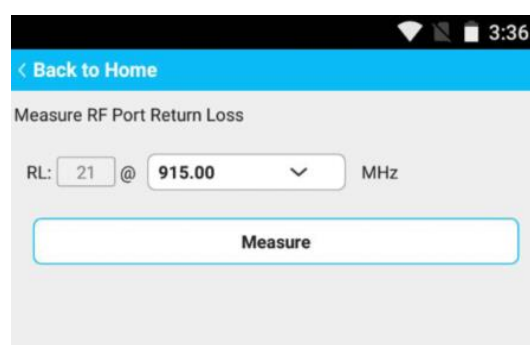 3:36
< Back to Home
Measure RF Port Return Loss
RL: 21 @ 915.00 MHz
Measure